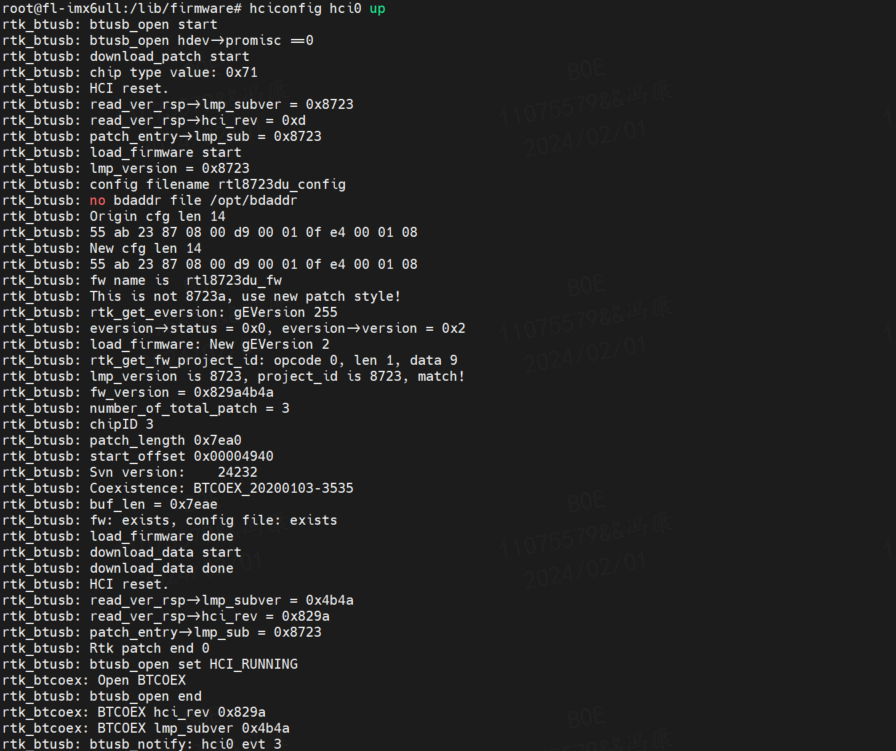 root@fl-imx6ull:/lib/firmware# hciconfig hci0 up
rtk_btusb: btusb_open start
rtk_btusb: btusb_open hdev->promisc ==0
rtk_btusb: download_patch start
rtk_btusb: chip type value: 0x71
rtk_btusb: HCI reset.
rtk_btusb: read_ver_rsp->lmp_subver = 0x8723
rtk_btusb: read_ver_rsp->hci_rev = 0xd
rtk_btusb: patch_entry->lmp_sub = 0x8723
rtk_btusb: load_firmware start
rtk_btusb: lmp_version = 0x8723
rtk_btusb: config filename rtl8723du_config
rtk_btusb: no bdaddr file /opt/bdaddr
rtk_btusb: Origin cfg len 14
rtk_btusb: 55 ab 23 87 08 00 d9 00 01 0f e4 00 01 08
rtk_btusb: New cfg len 14
rtk_btusb: 55 ab 23 87 08 00 d9 00 01 0f e4 00 01 08
rtk_btusb: fw name is  rtl8723du_fw
rtk_btusb: This is not 8723a, use new patch style!
rtk_btusb: rtk_get_eversion: gEVersion 255
rtk_btusb: eversion->status = 0x0, eversion->version = 0x2
rtk_btusb: load_firmware: New gEVersion 2
rtk_btusb: rtk_get_fw_project_id: opcode 0, len 1, data 9
rtk_btusb: lmp_version is 8723, project_id is 8723, match!
rtk_btusb: fw_version = 0x829a4b4a
rtk_btusb: number_of_total_patch = 3
rtk_btusb: chipID 3
rtk_btusb: patch_length 0x7ea0
rtk_btusb: start_offset 0x00004940
rtk_btusb: Svn version:    24232
rtk_btusb: Coexistence: BTCOEX_20200103-3535
rtk_btusb: buf_len = 0x7eae
rtk_btusb: fw: exists, config file: exists
rtk_btusb: load_firmware done
rtk_btusb: download_data start
rtk_btusb: download_data done
rtk_btusb: HCI reset.
rtk_btusb: read_ver_rsp->lmp_subver = 0x4b4a
rtk_btusb: read_ver_rsp->hci_rev = 0x829a
rtk_btusb: patch_entry->lmp_sub = 0x8723
rtk_btusb: Rtk patch end 0
rtk_btusb: btusb_open set HCI_RUNNING
rtk_btcoex: Open BTCOEX
rtk_btusb: btusb_open end
rtk_btcoex: BTCOEX hci_rev 0x829a
rtk_btcoex: BTCOEX lmp_subver 0x4b4a
rtk_btusb: btusb_notify: hci0 evt 3